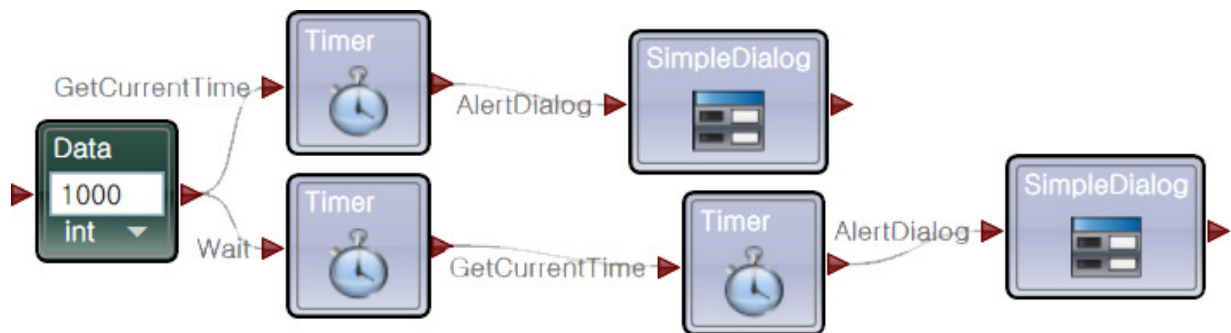 Timer
SimpleDialog
GetCurrentTime
AlertDialog
Data
1000
int
Timer
Timer
SimpleDialog
Wait
GetCurrentTime
AlertDialog